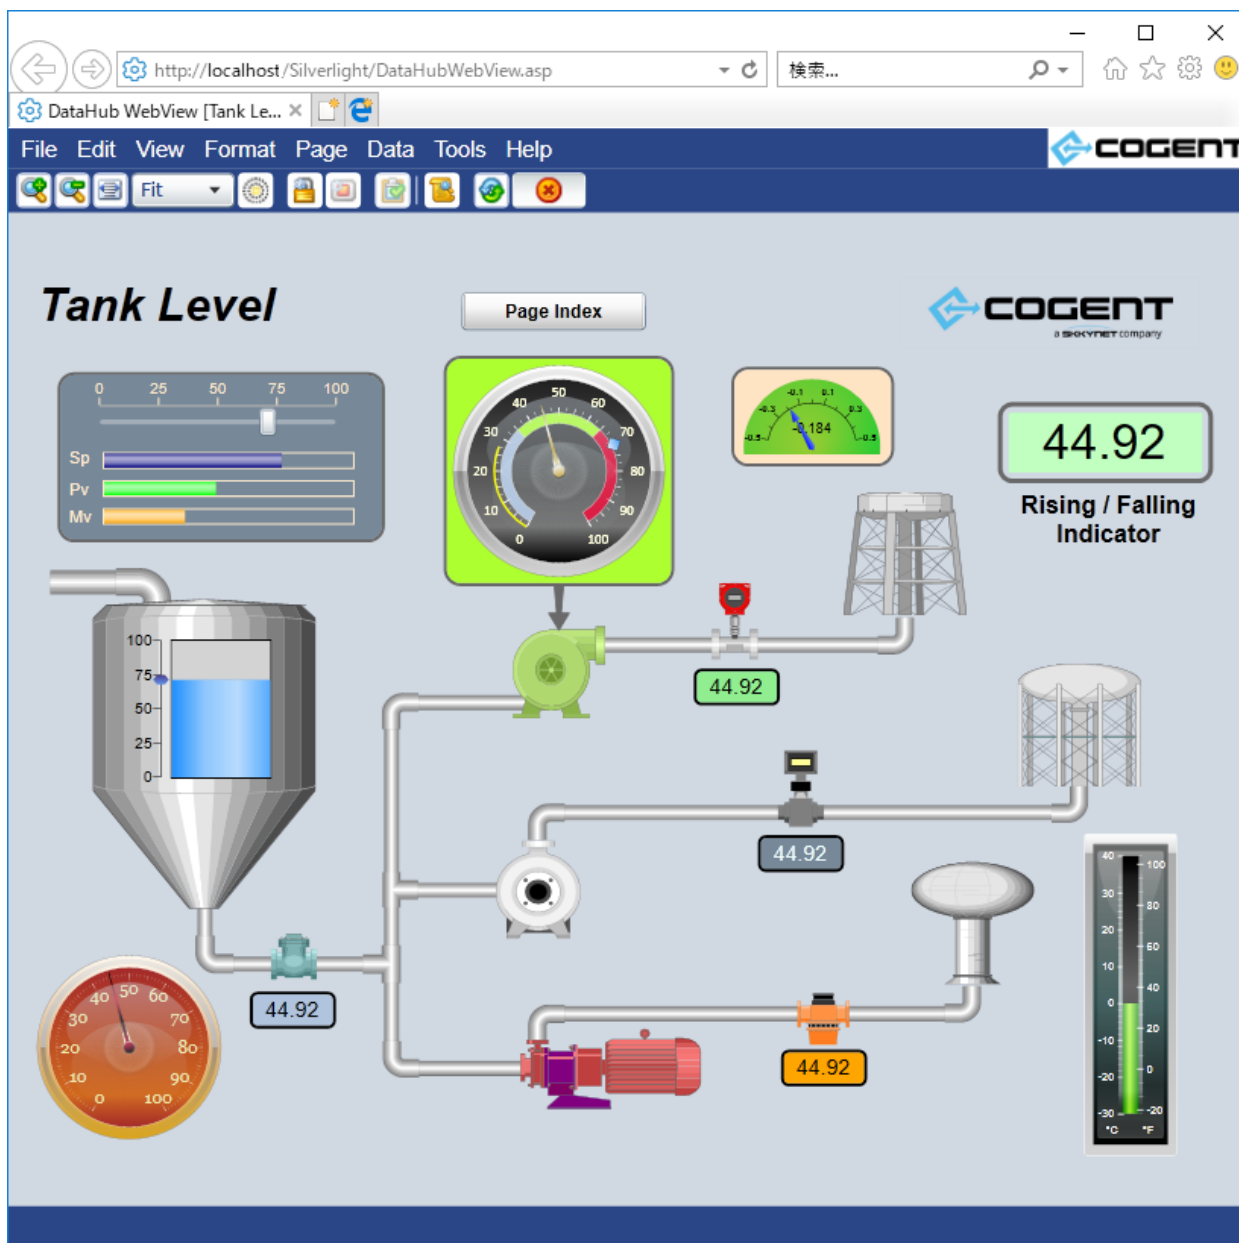 http://localhost/Silverlight/DataHubWebView.asp
検索...
DataHub WebView [Tank Le...
File Edit View Format Page Data Tools Help
COGENT
Fit
Tank Level
Page Index
COGENT
a SKKYNET company
0 25 50 75 100
Sp
Pv
Mv
0 10 20 30 40 50 60 70 80 90 100
-0.5 -0.3 -0.1 0.1 0.3 -0.5
-0.184
44.92
Rising / Falling
Indicator
100
75
50
25
0
44.92
44.92
44.92
44.92
0 10 20 30 40 50 60 70 80 90 100
40
30
20
10
0
-10
-20
-30
°C
100
80
60
40
20
0
-20
°F